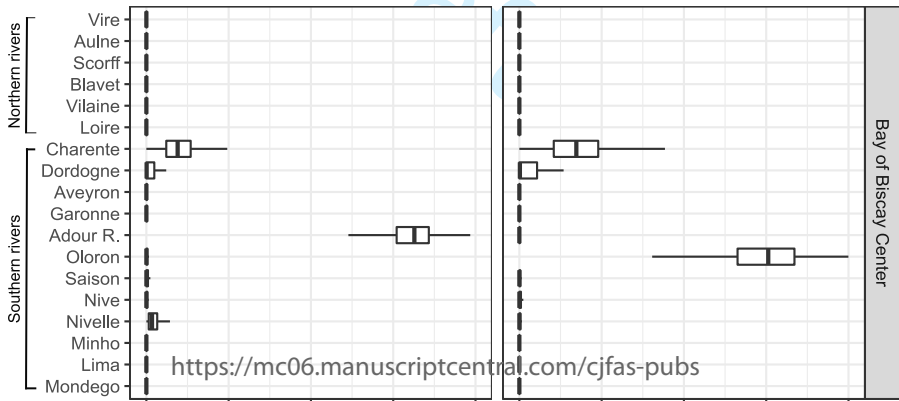 Northern rivers
Vire
Aulne
Scorff
Blavet
Vilaine
Loire
Southern rivers
Charente
Dordogne
Aveyron
Garonne
Adour R.
Oloron
Saison
Nive
Nivelle
Minho
Lima
Mondego
Bay of Biscay Center
https://mc06.manuscriptcentral.com/cjfas-pubs